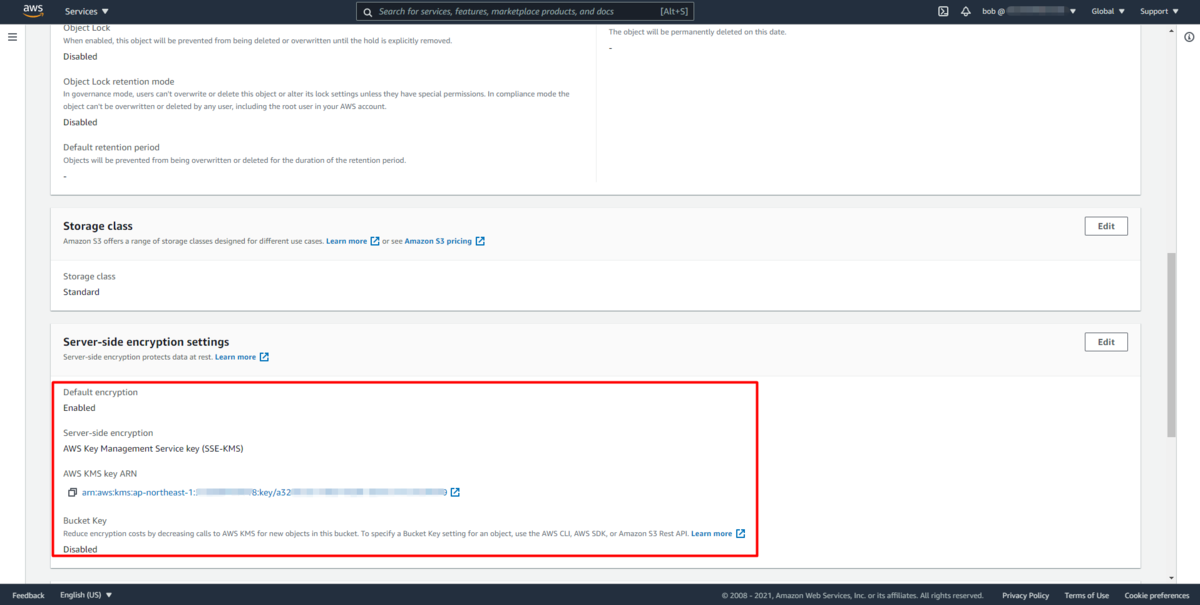 aws Services Search for services, features, marketplace products, and docs [Alt+S] bob @ Global Support
Object Lock
When enabled, this object will be prevented from being deleted or overwritten until the hold is explicitly removed.
Disabled
Object Lock retention mode
In governance mode, users can't overwrite or delete this object or alter its lock settings unless they have special permissions. In compliance mode the
object can't be overwritten or deleted by any user, including the root user in your AWS account.
Disabled
Default retention period
Objects will be prevented from being overwritten or deleted for the duration of the retention period.
-
The object will be permanently deleted on this date.
-
Storage class
Edit
Amazon S3 offers a range of storage classes designed for different use cases. Learn more or see Amazon S3 pricing
Storage class
Standard
Server-side encryption settings
Edit
Server-side encryption protects data at rest. Learn more
Default encryption
Enabled
Server-side encryption
AWS Key Management Service key (SSE-KMS)
AWS KMS key ARN
arn:aws:kms:ap-northeast-1: 8:key/a32
Bucket Key
Reduce encryption costs by decreasing calls to AWS KMS for new objects in this bucket. To specify a Bucket Key setting for an object, use the AWS CLI, AWS SDK, or Amazon S3 Rest API. Learn more
Disabled
Feedback English (US) © 2008 - 2021, Amazon Web Services, Inc. or its affiliates. All rights reserved. Privacy Policy Terms of Use Cookie preferences